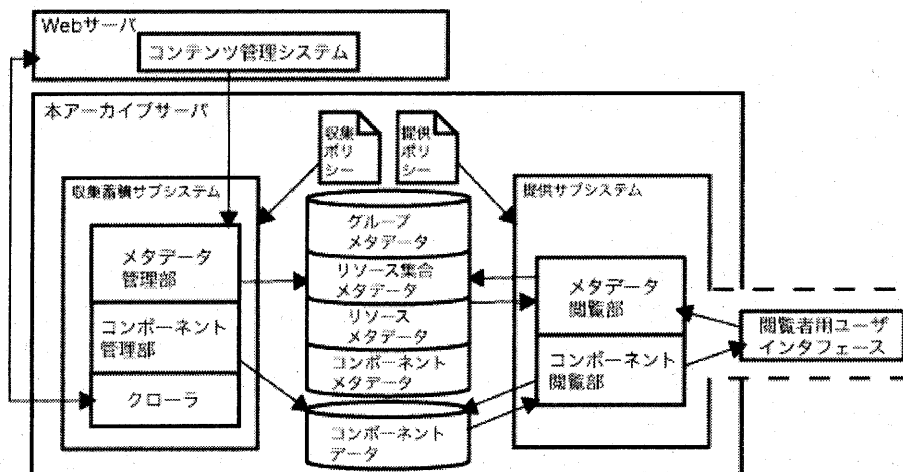 Webサーバ
コンテンツ管理システム
本アーカイブサーバ
収集
ポリ
シー
提供
ポリ
シー
収集蓄積サブシステム
メタデータ
管理部
コンポーネント
管理部
クローラ
グループ
メタデータ
リソース集合
メタデータ
リソース
メタデータ
コンポーネント
メタデータ
コンポーネント
データ
提供サブシステム
メタデータ
閲覧部
コンポーネント
閲覧部
閲覧者用ユーザ
インタフェース